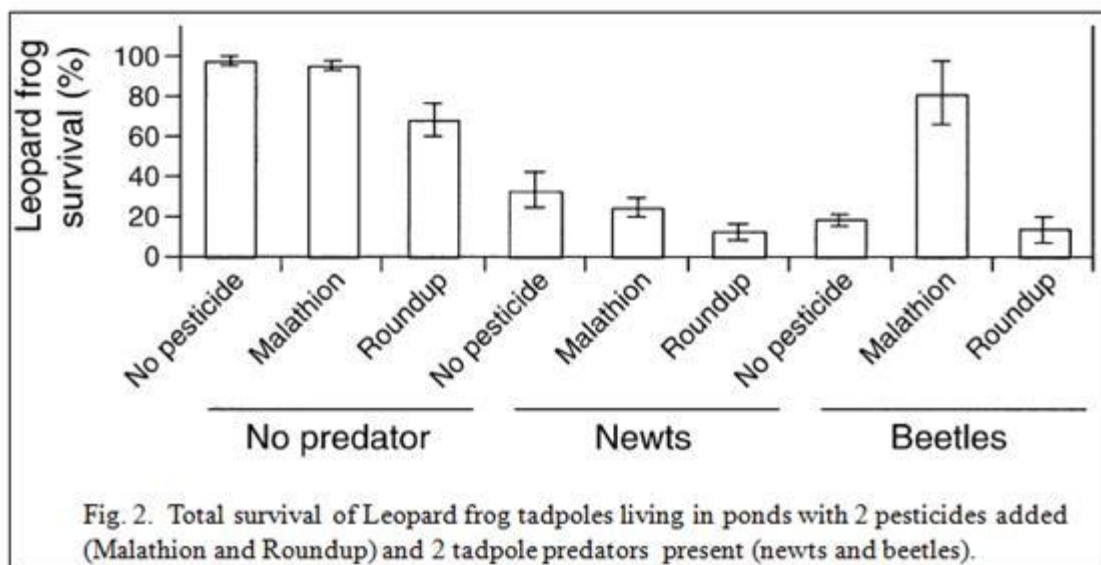 Leopard frog
survival (%)
100
80
60
40
20
0
No pesticide
Malathion
Roundup
No pesticide
Malathion
Roundup
No pesticide
Malathion
Roundup
No predator
Newts
Beetles
Fig. 2. Total survival of Leopard frog tadpoles living in ponds with 2 pesticides added
(Malathion and Roundup) and 2 tadpole predators present (newts and beetles).